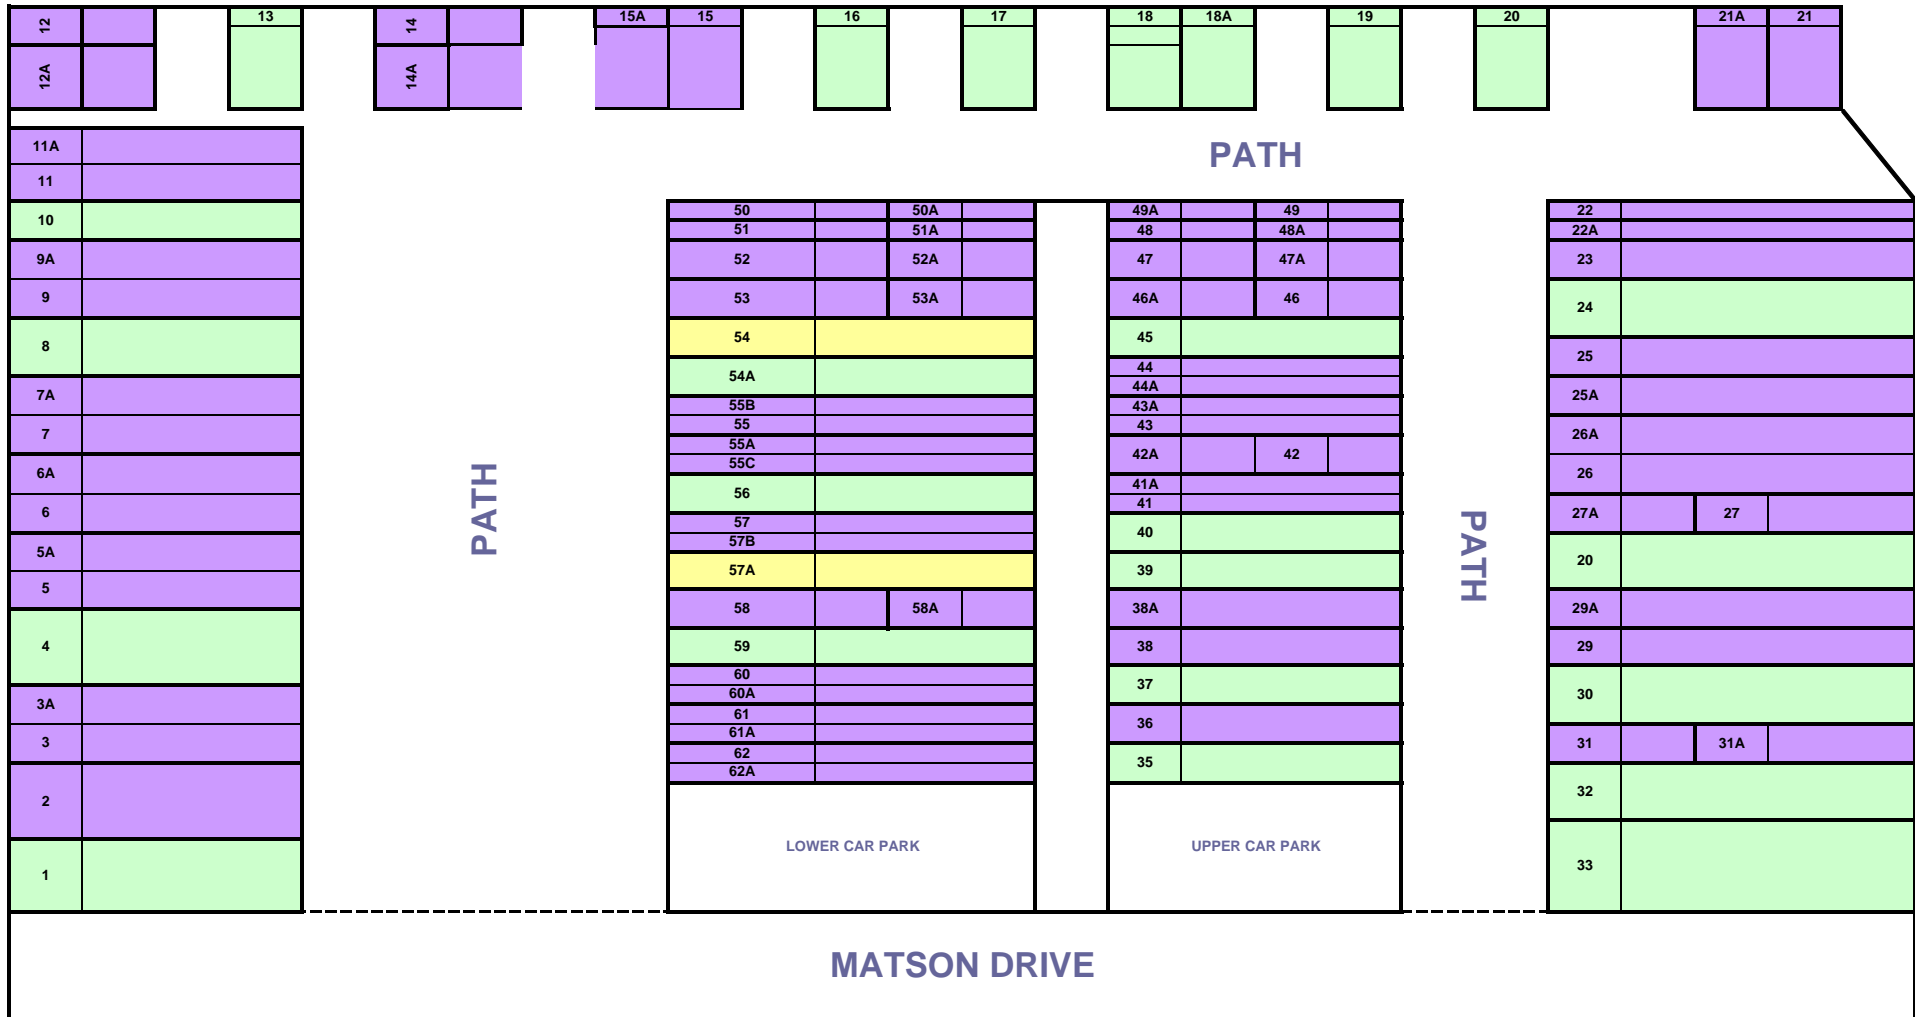 12
12A
13
14
14A
15A 15
16
17
18 18A
19
20
21A 21
PATH
11A
11
10
9A
9
8
7A
7
6A
6
5A
5
4
3A
3
2
1
PATH
50 50A
51 51A
52 52A
53 53A
54
54A
55B
55
55A
55C
56
57
57B
57A
58 58A
59
60
60A
61
61A
62
62A
LOWER CAR PARK
49A 49
48 48A
47 47A
46A 46
45
44
44A
43A
43
42A 42
41A
41
40
39
38A
38
37
36
35
UPPER CAR PARK
PATH
22
22A
23
24
25
25A
26A
26
27A 27
20
29A
29
30
31 31A
32
33
MATSON DRIVE